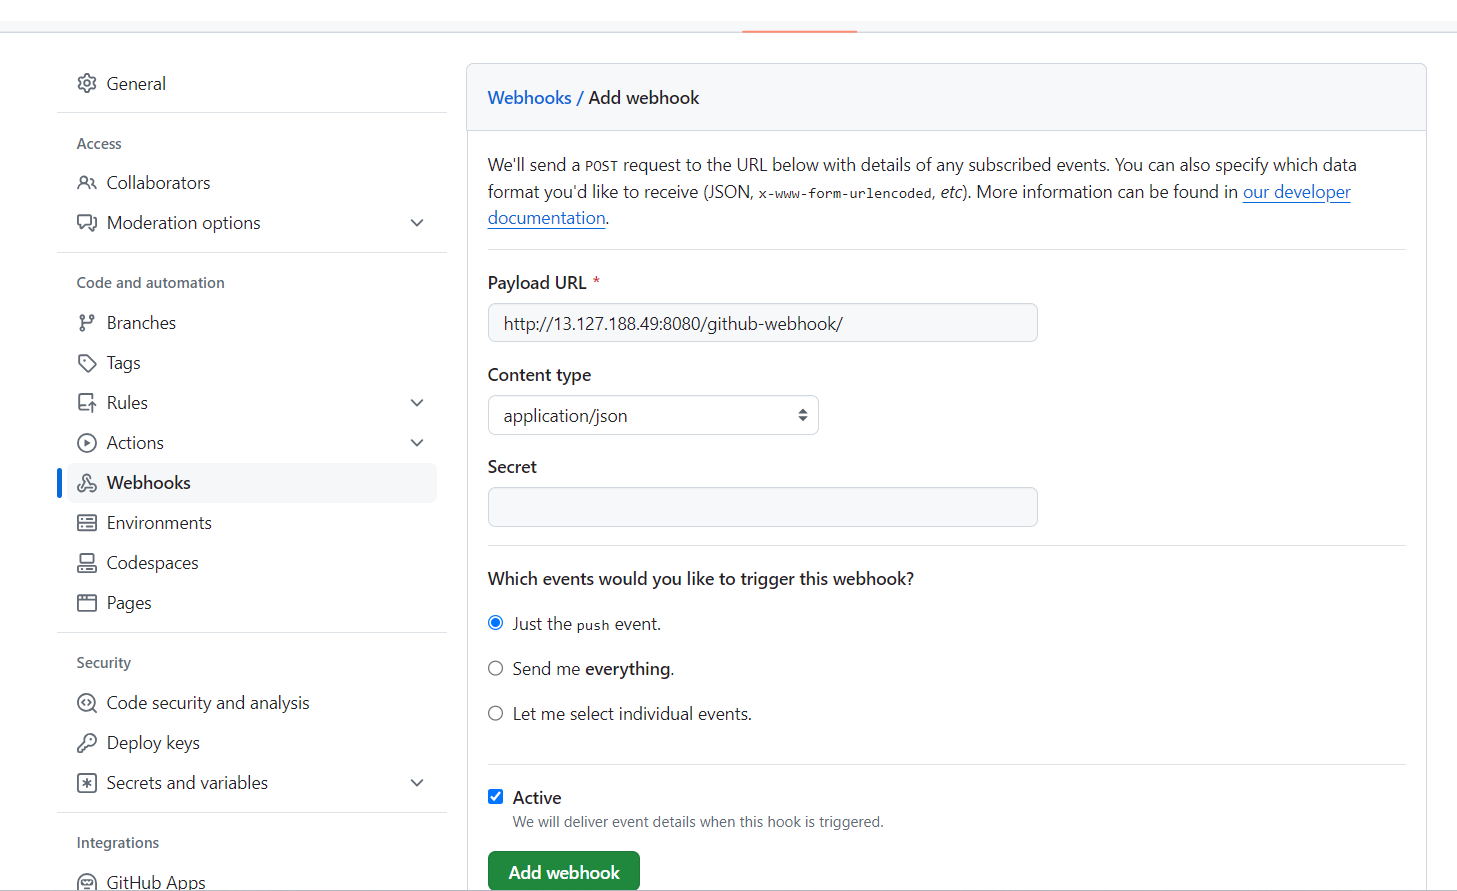 General
Access
Collaborators
Moderation options
Code and automation
Branches
Tags
Rules
Actions
Webhooks
Environments
Codespaces
Pages
Security
Code security and analysis
Deploy keys
Secrets and variables
Integrations
GitHub Apps
Webhooks / Add webhook
We'll send a POST request to the URL below with details of any subscribed events. You can also specify which data
format you'd like to receive (JSON, x-www-form-urlencoded, etc). More information can be found in our developer
documentation.
Payload URL *
http://13.127.188.49:8080/github-webhook/
Content type
application/json
Secret
Which events would you like to trigger this webhook?
Just the push event.
Send me everything.
Let me select individual events.
Active
We will deliver event details when this hook is triggered.
Add webhook